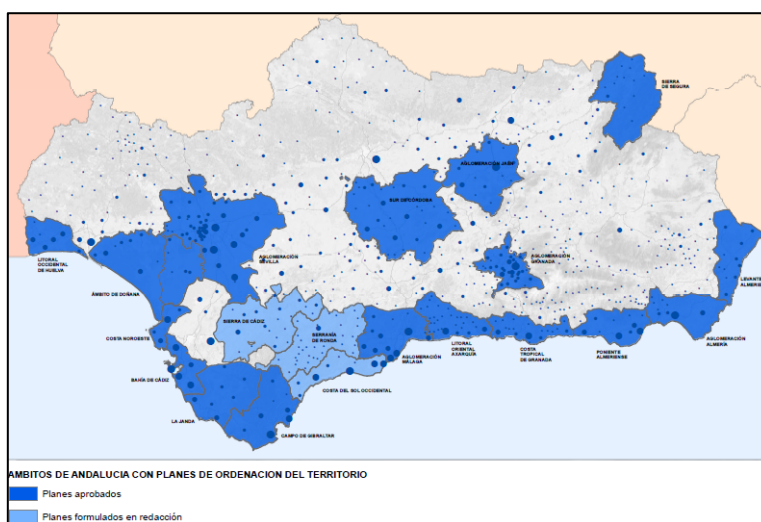 SIERRA
DE SEGURA
AGLOMERACIÓN JAÉN
SUR DE CÓRDOBA
LITORAL
OCCIDENTAL
DE HUELVA
AGLOMERACIÓN
SEVILLA
AGLOMERACIÓN
GRANADA
LEVANTE
ALMERIENSE
ÁMBITO DE DOÑANA
SIERRA DE CÁDIZ
COSTA NOROESTE
SERRANÍA
DE RONDA
AGLOMERACIÓN
MÁLAGA
LITORAL
ORIENTAL
AXARQUÍA
COSTA
TROPICAL
DE GRANADA
PONIENTE
ALMERIENSE
AGLOMERACIÓN
ALMERÍA
BAHÍA DE CÁDIZ
COSTA DEL SOL OCCIDENTAL
LA JANDA
CAMPO DE GIBRALTAR
AMBITOS DE ANDALUCIA CON PLANES DE ORDENACION DEL TERRITORIO
Planes aprobados
Planes formulados en redacción